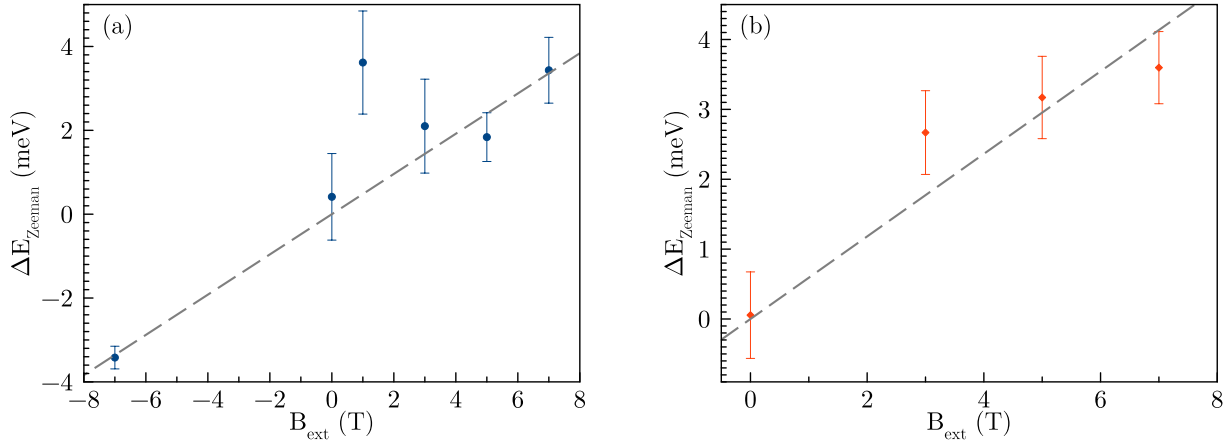 (a)
ΔE_Zeeman (meV)
4
2
0
−2
−4
−8 −6 −4 −2 0 2 4 6 8
B_ext (T)
(b)
ΔE_Zeeman (meV)
4
3
2
1
0
0 2 4 6 8
B_ext (T)